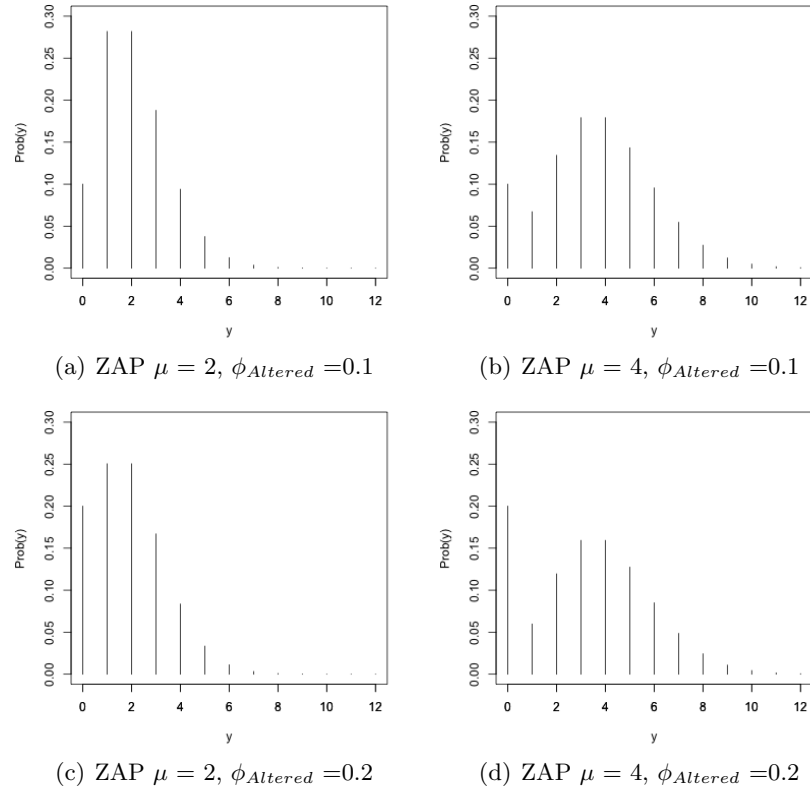 Prob(y)
0.00 0.05 0.10 0.15 0.20 0.25 0.30
0 2 4 6 8 10 12
y
(a) ZAP μ = 2, ϕAltered =0.1
Prob(y)
0.00 0.05 0.10 0.15 0.20 0.25 0.30
0 2 4 6 8 10 12
y
(b) ZAP μ = 4, ϕAltered =0.1
Prob(y)
0.00 0.05 0.10 0.15 0.20 0.25 0.30
0 2 4 6 8 10 12
y
(c) ZAP μ = 2, ϕAltered =0.2
Prob(y)
0.00 0.05 0.10 0.15 0.20 0.25 0.30
0 2 4 6 8 10 12
y
(d) ZAP μ = 4, ϕAltered =0.2